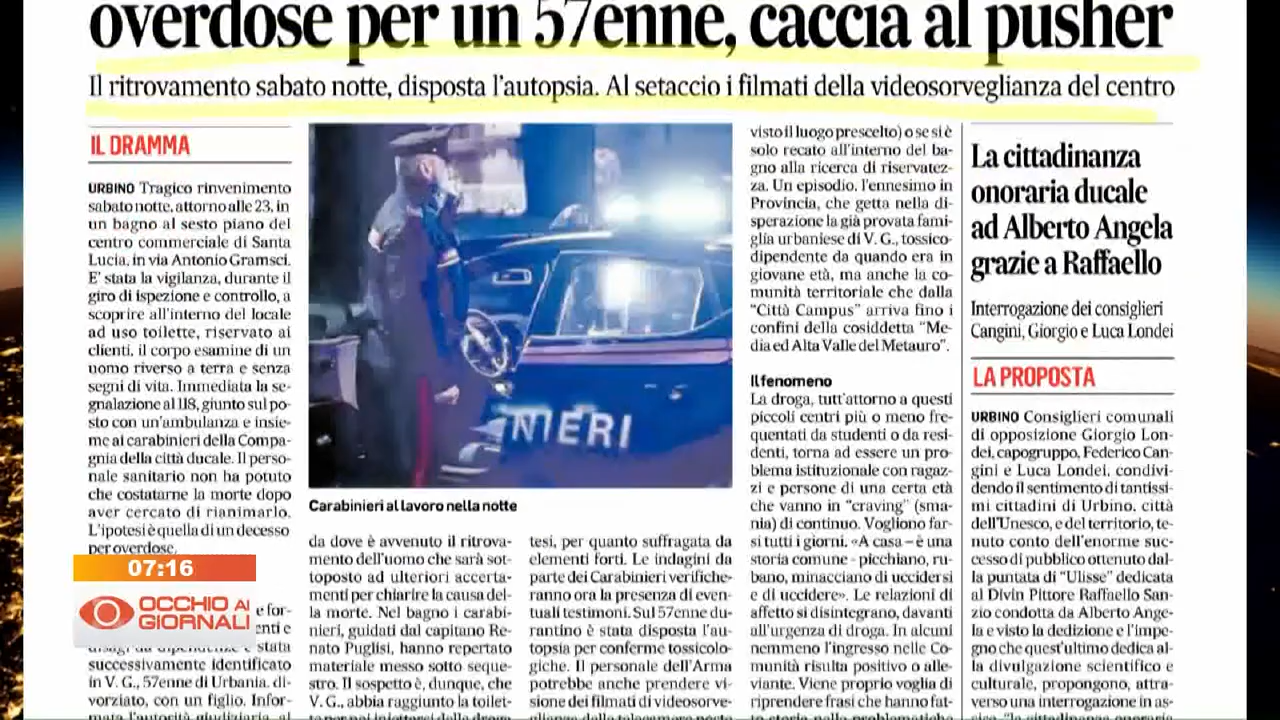 overdose per un 57enne, caccia al pusher
Il ritrovamento sabato notte, disposta l'autopsia. Al setaccio i filmati della videosorveglianza del centro
IL DRAMMA
URBINO Tragico rinvenimento
sabato notte, attorno alle 23, in
un bagno al sesto piano del
centro commerciale di Santa
Lucia, in via Antonio Gramsci.
E' stata la vigilanza, durante il
giro di ispezione e controllo, a
scoprire all'interno del locale
ad uso toilette, riservato ai
clienti, il corpo esamine di un
uomo riverso a terra e senza
segni di vita. Immediata la se-
gnalazione al 118, giunto sul po-
sto con un'ambulanza e insie-
me ai carabinieri della Compa-
gnia della città ducale. Il perso-
nale sanitario non ha potuto
che costatarne la morte dopo
aver cercato di rianimarlo.
L'ipotesi è quella di un decesso
per overdose.
e for-
enti e
stata
successivamente identificato
in V. G., 57enne di Urbania, di-
vorziato, con un figlio. Infor-
mata l'autorità giudiziaria, al
NIERI
Carabinieri al lavoro nella notte
da dove è avvenuto il ritrova-
mento dell'uomo che sarà sot-
toposto ad ulteriori accerta-
menti per chiarire la causa del-
la morte. Nel bagno i carabi-
nieri, guidati dal capitano Re-
nato Puglisi, hanno repertato
materiale messo sotto seque-
stro. Il sospetto è, dunque, che
V. G., abbia raggiunto la toilet-
tesi, per quanto suffragata da
elementi forti. Le indagini da
parte dei Carabinieri verifiche-
ranno ora la presenza di even-
tuali testimoni. Sul 57enne du-
rantino è stata disposta l'au-
topsia per conferme tossicolo-
giche. Il personale dell'Arma
potrebbe anche prendere vi-
sione dei filmati di videosorve-
visto il luogo prescelto) o se si è
solo recato all'interno del ba-
gno alla ricerca di riservatez-
za. Un episodio, l'ennesimo in
Provincia, che getta nella di-
sperazione la già provata fami-
glia urbaniese di V. G., tossico-
dipendente da quando era in
giovane età, ma anche la co-
munità territoriale che dalla
"Città Campus" arriva fino i
confini della cosiddetta "Me-
dia ed Alta Valle del Metauro".
Il fenomeno
La droga, tutt'attorno a questi
piccoli centri più o meno fre-
quentati da studenti o da resi-
denti, torna ad essere un pro-
blema istituzionale con ragaz-
zi e persone di una certa età
che vanno in "craving" (sma-
nia) di continuo. Vogliono far-
si tutti i giorni. «A casa – è una
storia comune - picchiano, ru-
bano, minacciano di uccidersi
e di uccidere». Le relazioni di
affetto si disintegrano, davanti
all'urgenza di droga. In alcuni
nemmeno l'ingresso nelle Co-
munità risulta positivo o alle-
viante. Viene proprio voglia di
riprendere frasi che hanno fat-
La cittadinanza
onoraria ducale
ad Alberto Angela
grazie a Raffaello
Interrogazione dei consiglieri
Cangini, Giorgio e Luca Londei
LA PROPOSTA
URBINO Consiglieri comunali
di opposizione Giorgio Lon-
dei, capogruppo, Federico Can-
gini e Luca Londei, condivi-
dendo il sentimento di tantissi-
mi cittadini di Urbino, città
dell'Unesco, e del territorio, te-
nuto conto dell'enorme suc-
cesso di pubblico ottenuto dal-
la puntata di "Ulisse" dedicata
al Divin Pittore Raffaello San-
zio condotta da Alberto Ange-
la e visto la dedizione e l'impe-
gno che quest'ultimo dedica al-
la divulgazione scientifico e
culturale, propongono, attra-
verso una interrogazione in as-
07:16
OCCHIO AI
GIORNALI